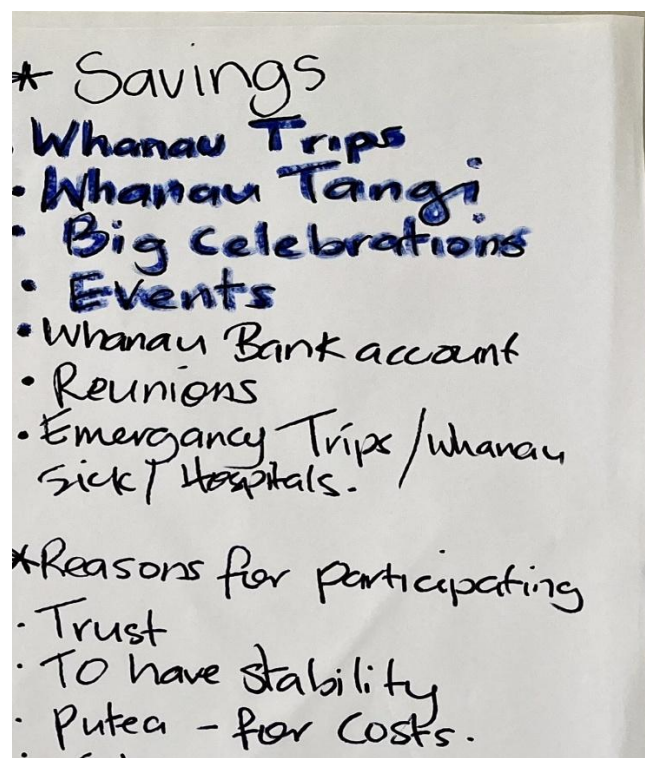 * Savings
. Whanau Trips
• Whanau Tangi
• Big Celebrations
• Events
• Whanau Bank account
• Reunions
• Emergancy Trips / whanau
sick / Hospitals.
*Reasons for participating
• Trust
• To have stability
• Putea - for costs.